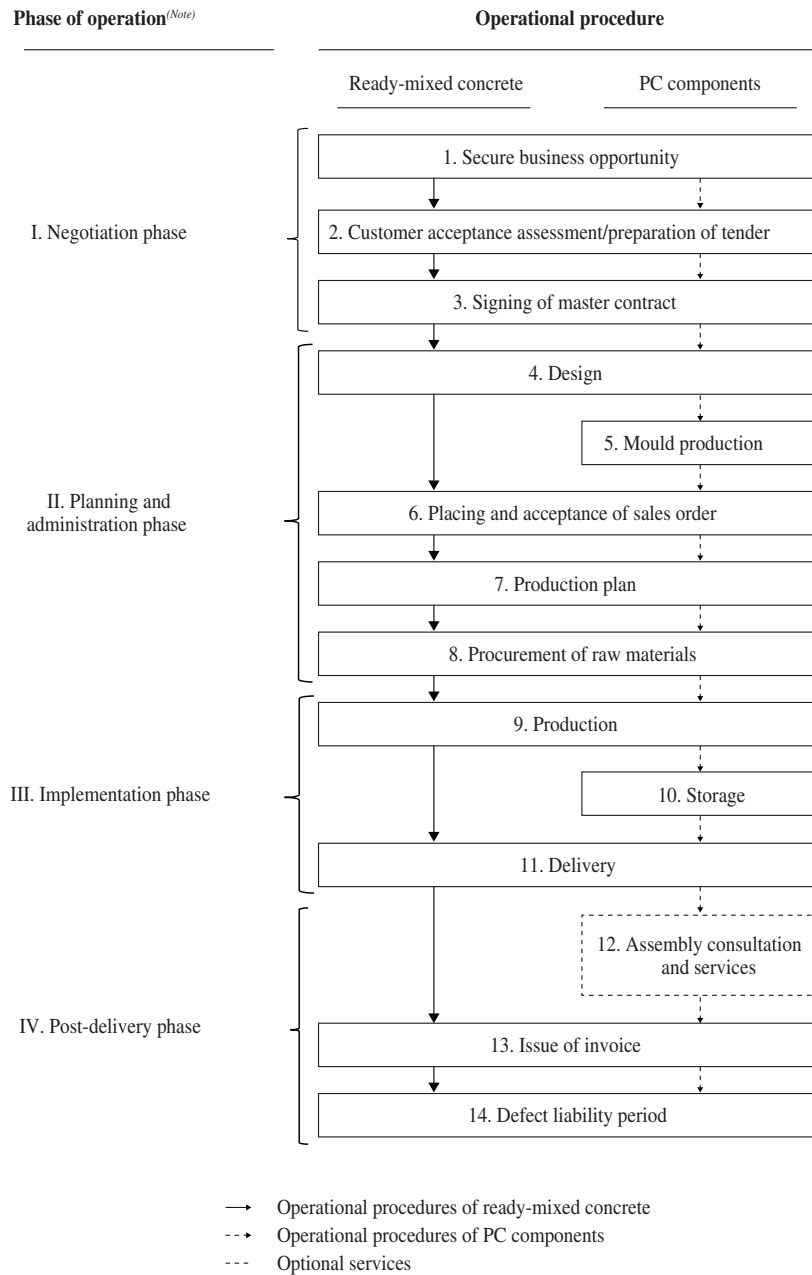 Phase of operation(Note)
Operational procedure
Ready-mixed concrete
PC components
I. Negotiation phase
1. Secure business opportunity
2. Customer acceptance assessment/preparation of tender
3. Signing of master contract
II. Planning and
administration phase
4. Design
5. Mould production
6. Placing and acceptance of sales order
7. Production plan
8. Procurement of raw materials
III. Implementation phase
9. Production
10. Storage
11. Delivery
IV. Post-delivery phase
12. Assembly consultation
and services
13. Issue of invoice
14. Defect liability period
Operational procedures of ready-mixed concrete
Operational procedures of PC components
Optional services